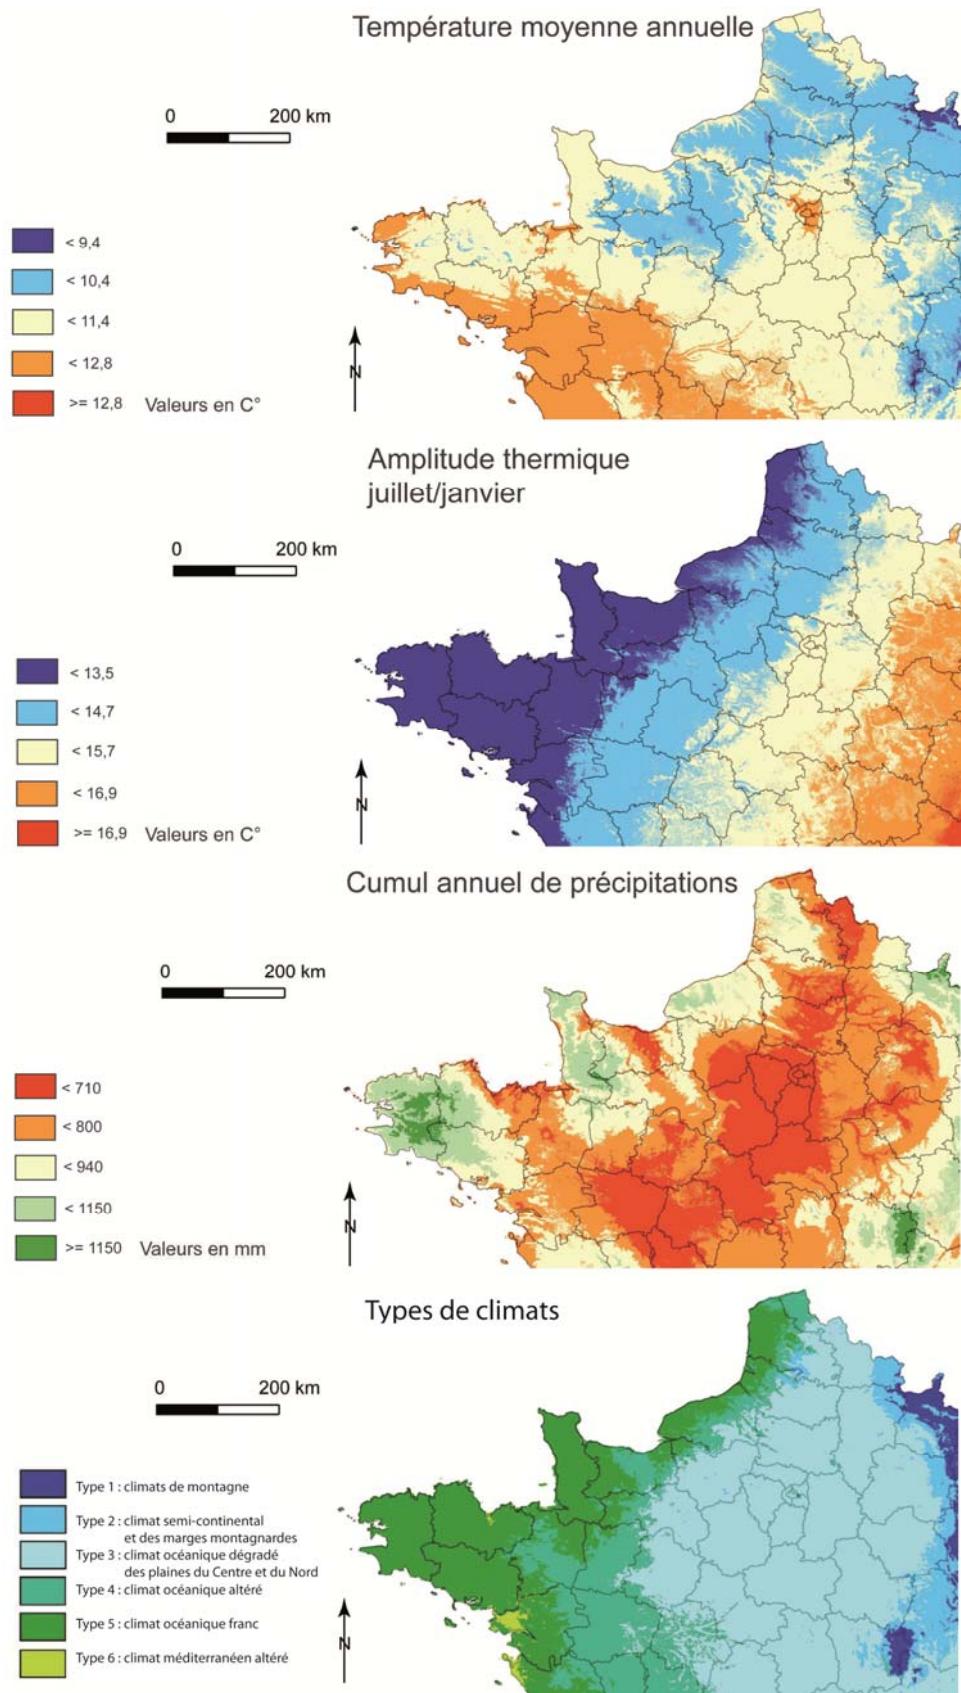 Température moyenne annuelle
0 200 km
< 9,4
< 10,4
< 11,4
< 12,8
>= 12,8 Valeurs en C°
N
Amplitude thermique
juillet/janvier
0 200 km
< 13,5
< 14,7
< 15,7
< 16,9
>= 16,9 Valeurs en C°
N
Cumul annuel de précipitations
0 200 km
< 710
< 800
< 940
< 1150
>= 1150 Valeurs en mm
N
Types de climats
0 200 km
Type 1 : climats de montagne
Type 2 : climat semi-continental
et des marges montagnardes
Type 3 : climat océanique dégradé
des plaines du Centre et du Nord
Type 4 : climat océanique altéré
Type 5 : climat océanique franc
Type 6 : climat méditerranéen altéré
N